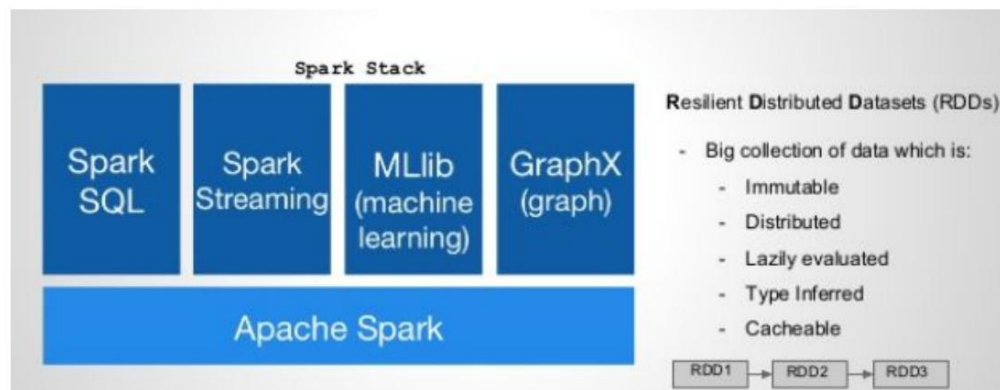 Spark Stack
Spark
SQL
Spark
Streaming
MLlib
(machine
learning)
GraphX
(graph)
Apache Spark
Resilient Distributed Datasets (RDDs)
- Big collection of data which is:
- Immutable
- Distributed
- Lazily evaluated
- Type Inferred
- Cacheable
RDD1
RDD2
RDD3